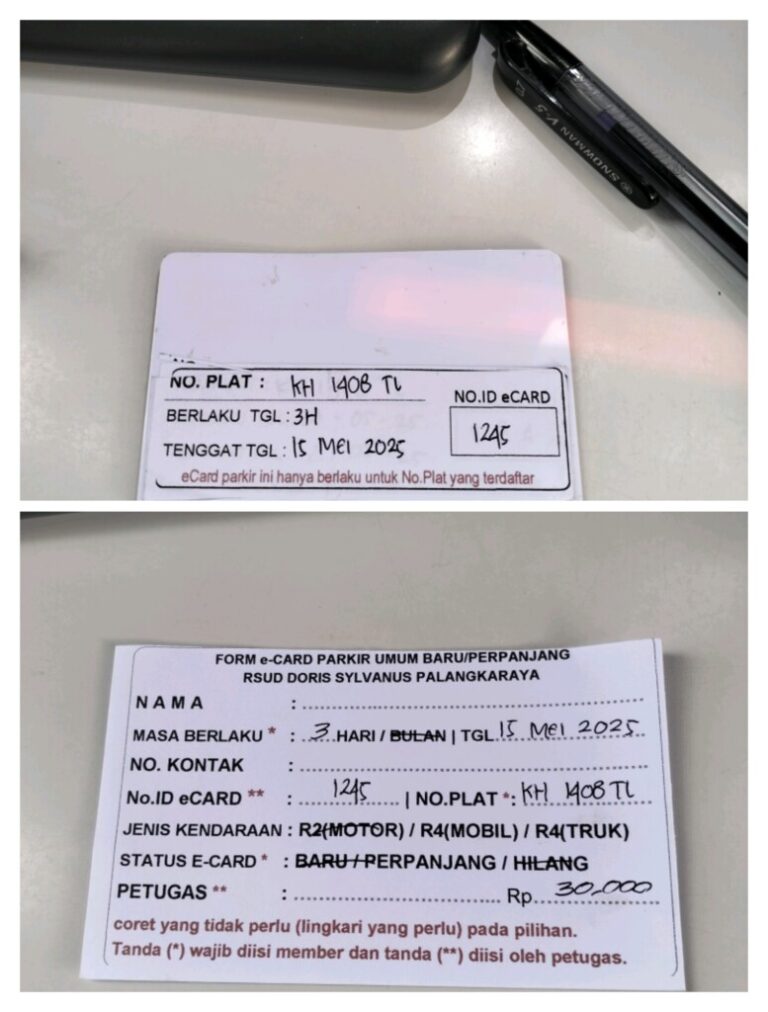 SNOWMAN V-5
NO. PLAT : KH 1408 TL
BERLAKU TGL : 3H
NO.ID eCARD
1245
TENGGAT TGL : 15 MEI 2025
eCard parkir ini hanya berlaku untuk No.Plat yang terdaftar
FORM e-CARD PARKIR UMUM BARU/PERPANJANG
RSUD DORIS SYLVANUS PALANGKARAYA
N A M A :
MASA BERLAKU * : 3 HARI / BULAN | TGL 15 MEI 2025
NO. KONTAK :
No.ID eCARD ** : 1245 | NO.PLAT *: KH 1408 TL
JENIS KENDARAAN : R2(MOTOR) / R4(MOBIL) / R4(TRUK)
STATUS E-CARD * : BARU / PERPANJANG / HILANG
PETUGAS ** : Rp. 30.000
coret yang tidak perlu (lingkari yang perlu) pada pilihan.
Tanda (*) wajib diisi member dan tanda (**) diisi oleh petugas.